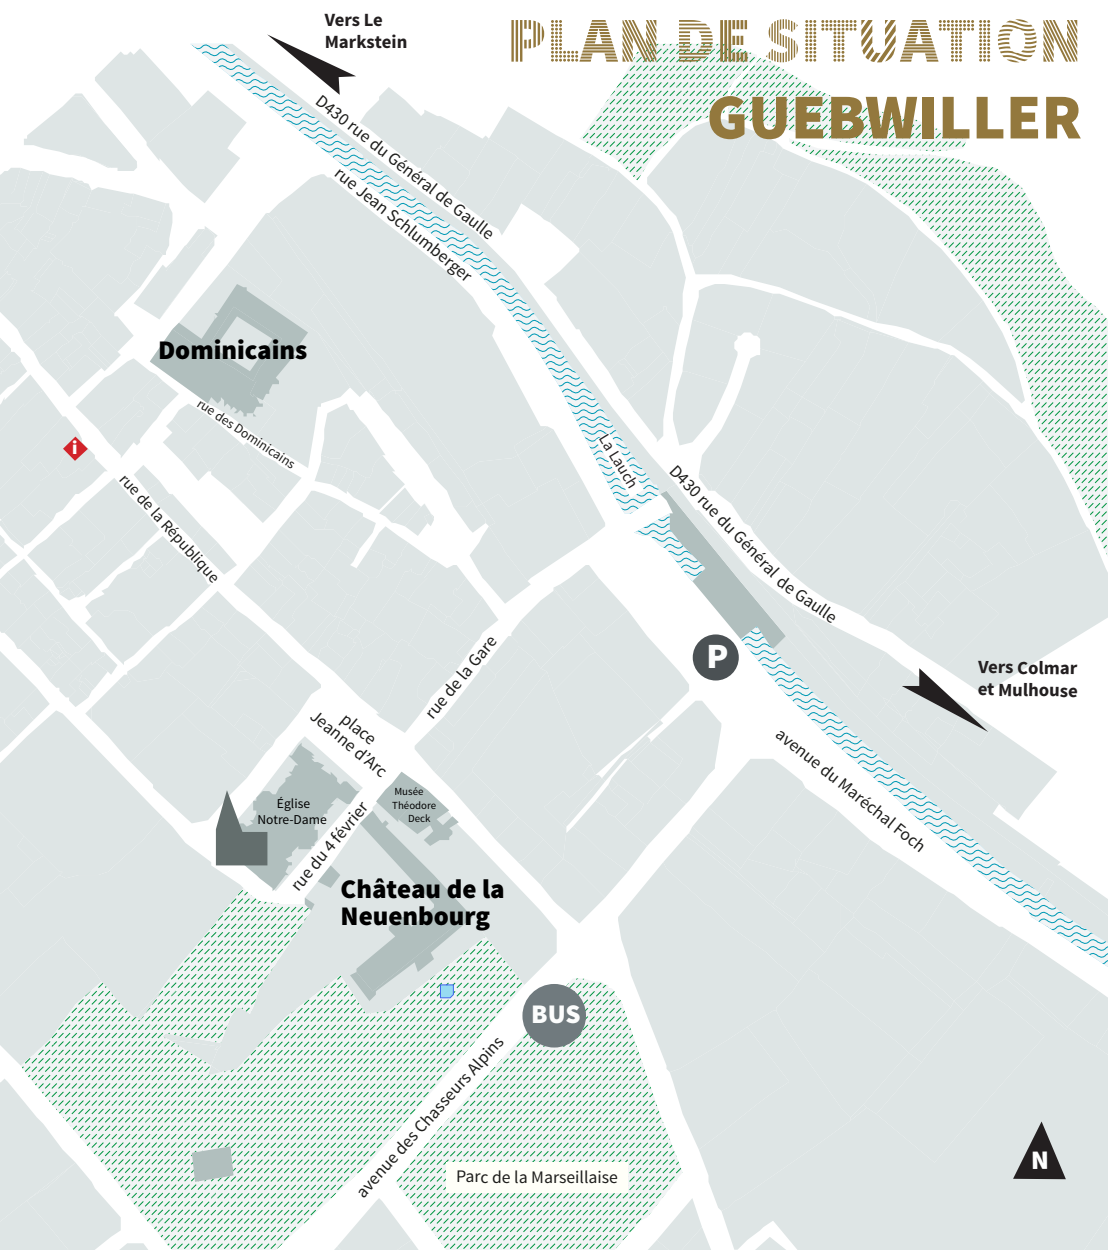 PLAN DE SITUATION
GUEBWILLER
Vers Le
Markstein
D430 rue du Général de Gaulle
rue Jean Schlumberger
Dominicains
rue des Dominicains
i
rue de la République
La Lauch
D430 rue du Général de Gaulle
P
Vers Colmar
et Mulhouse
rue de la Gare
place
Jeanne d'Arc
avenue du Maréchal Foch
Église
Notre-Dame
Musée
Théodore
Deck
rue du 4 février
Château de la
Neuenbourg
BUS
avenue des Chasseurs Alpins
Parc de la Marseillaise
N